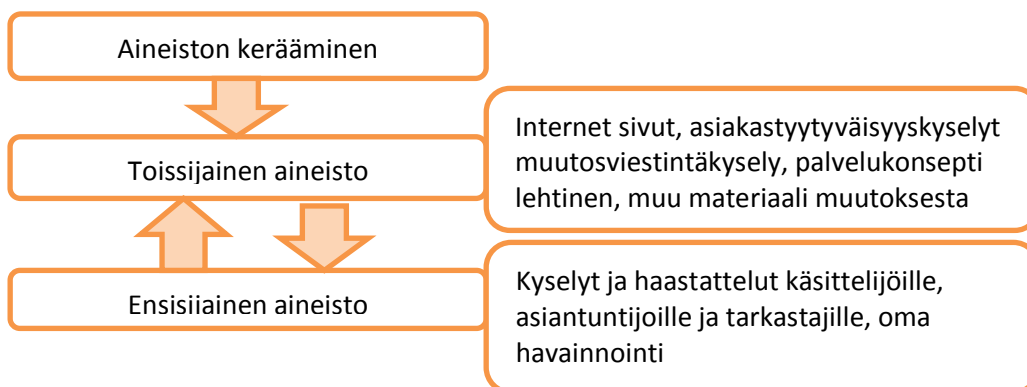 Aineiston kerääminen
Toissijainen aineisto
Internet sivut, asiakastyytyväisyyskyselyt
muutosviestintäkysely, palvelukonsepti
lehtinen, muu materiaali muutoksesta
Ensisijainen aineisto
Kyselyt ja haastattelut käsittelijöille,
asiantuntijoille ja tarkastajille, oma
havainnointi